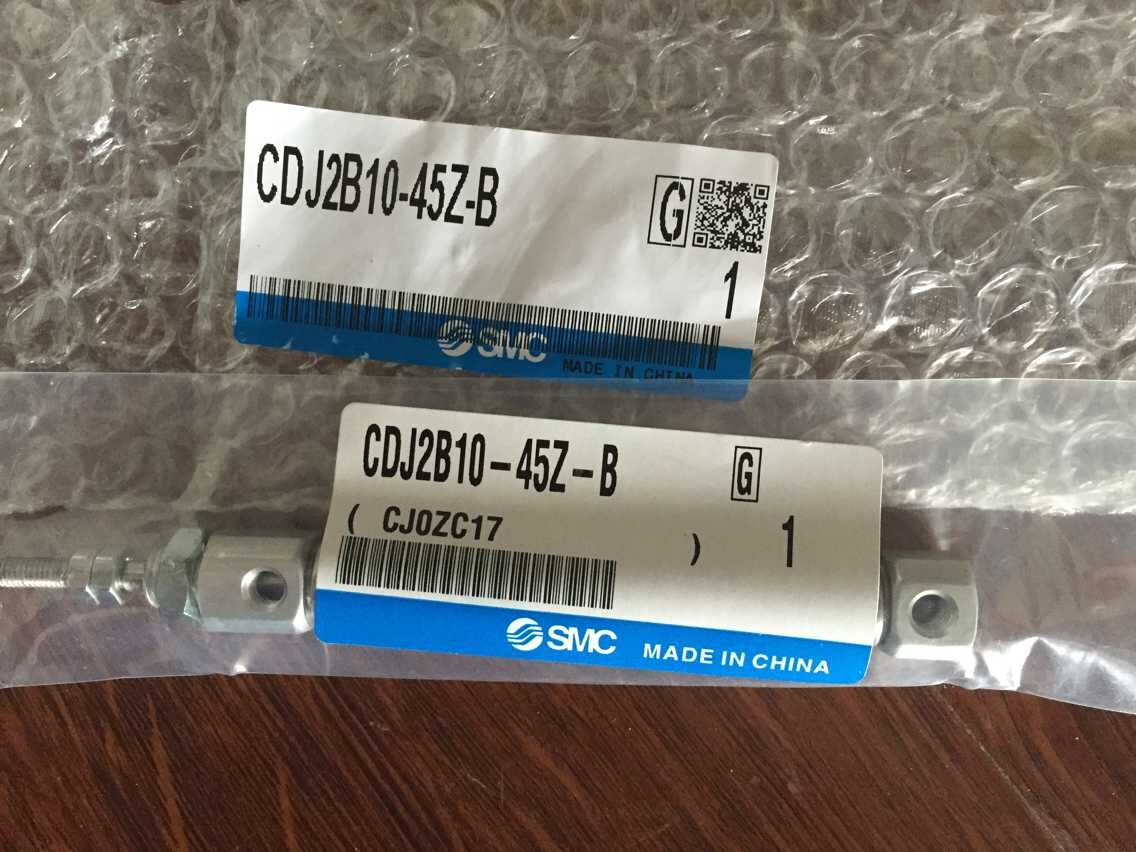 CDJ2B10-45Z-B
G
1
SMC
MADE IN CHINA
CDJ2B10-45Z-B
G
( CJ0ZC17 )
1
SMC
MADE IN CHINA